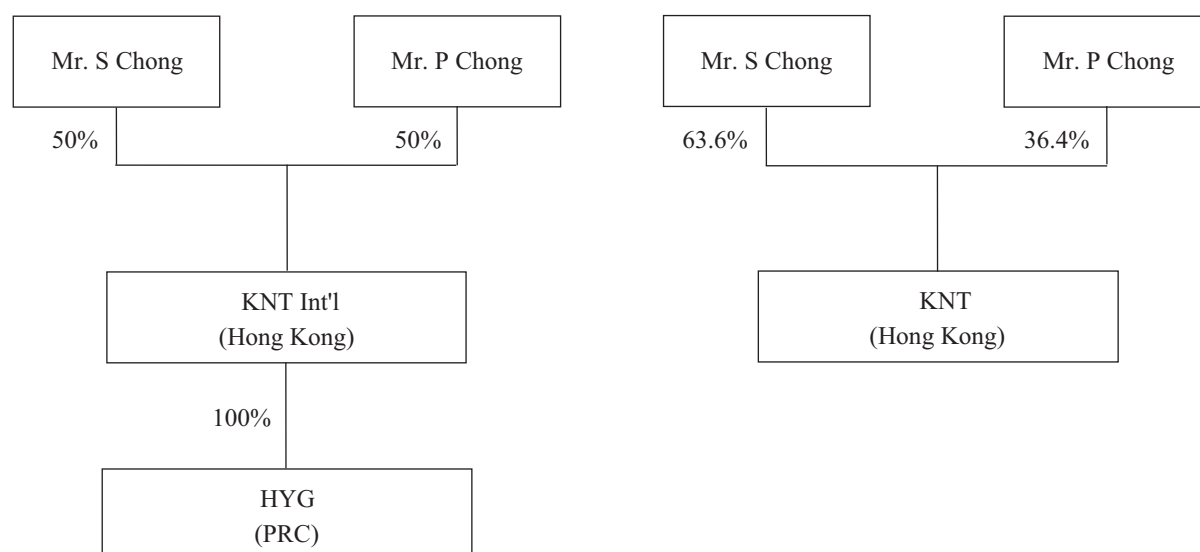 Mr. S Chong
Mr. P Chong
Mr. S Chong
Mr. P Chong
50%
50%
63.6%
36.4%
KNT Int'l
(Hong Kong)
KNT
(Hong Kong)
100%
HYG
(PRC)